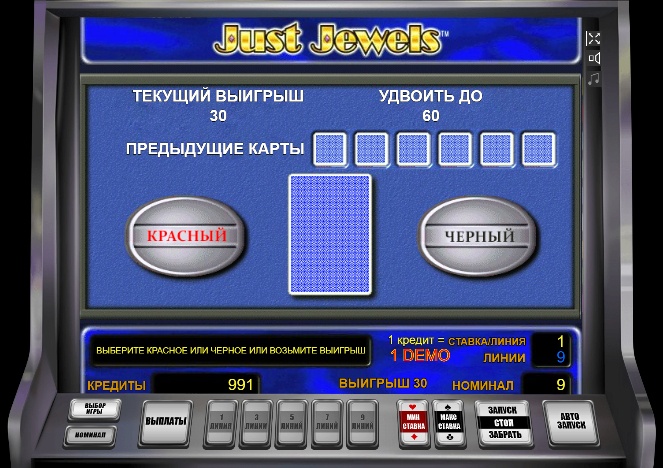 Just Jewels™
ТЕКУЩИЙ ВЫИГРЫШ
30
УДВОИТЬ ДО
60
ПРЕДЫДУЩИЕ КАРТЫ
КРАСНЫЙ
ЧЕРНЫЙ
ВЫБЕРИТЕ КРАСНОЕ ИЛИ ЧЕРНОЕ ИЛИ ВОЗЬМИТЕ ВЫИГРЫШ
1 кредит =
1 DEMO
СТАВКА/ЛИНИЯ 1
ЛИНИИ 9
КРЕДИТЫ 991
ВЫИГРЫШ 30
НОМИНАЛ 9
ВЫБОР
ИГРЫ
НОМИНАЛ
ВЫПЛАТЫ
1
ЛИНИЯ
3
ЛИНИИ
5
ЛИНИЙ
7
ЛИНИЙ
9
ЛИНИЙ
МИН
СТАВКА
МАКС
СТАВКА
ЗАПУСК
СТОП
ЗАБРАТЬ
АВТО
ЗАПУСК